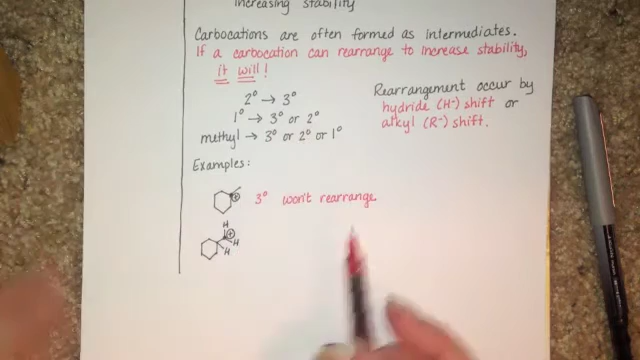 increasing stability
Carbocations are often formed as intermediates.
If a carbocation can rearrange to increase stability,
it will!
2° → 3°
1° → 3° or 2°
methyl → 3° or 2° or 1°
Rearrangement occur by
hydride (H⁻) shift or
alkyl (R⁻) shift.
Examples:
⊕ 3° won't rearrange
H
⊕
H
H